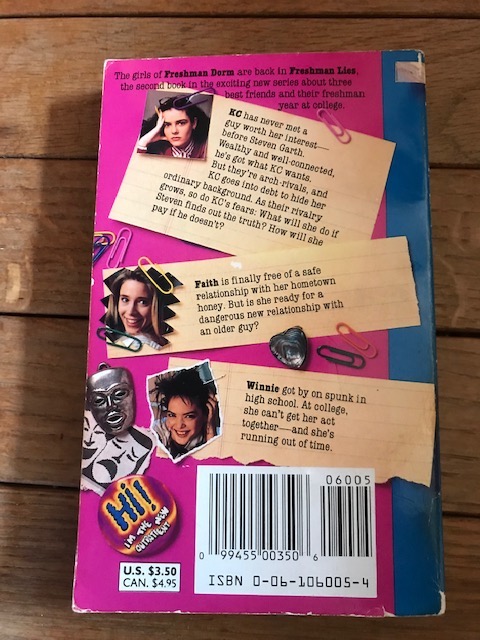 The girls of Freshman Dorm are back in Freshman Lies,
the second book in the exciting new series about three
best friends and their freshman
year at college.
KC has never met a
guy worth her interest—
before Steven Garth.
Wealthy and well-connected,
he's got what KC wants.
But they're arch-rivals, and
KC goes into debt to hide her
ordinary background. As their rivalry
grows, so do KC's fears: What will she do if
Steven finds out the truth? How will she
pay if he doesn't?
Faith is finally free of a safe
relationship with her hometown
honey. But is she ready for a
dangerous new relationship with
an older guy?
Winnie got by on spunk in
high school. At college,
she can't get her act
together—and she's
running out of time.
Hi!
I'M THE NEW
OUTPATIENT!
U.S. $3.50
CAN. $4.95
06005
0 99455 00350 6
ISBN 0-06-106005-4